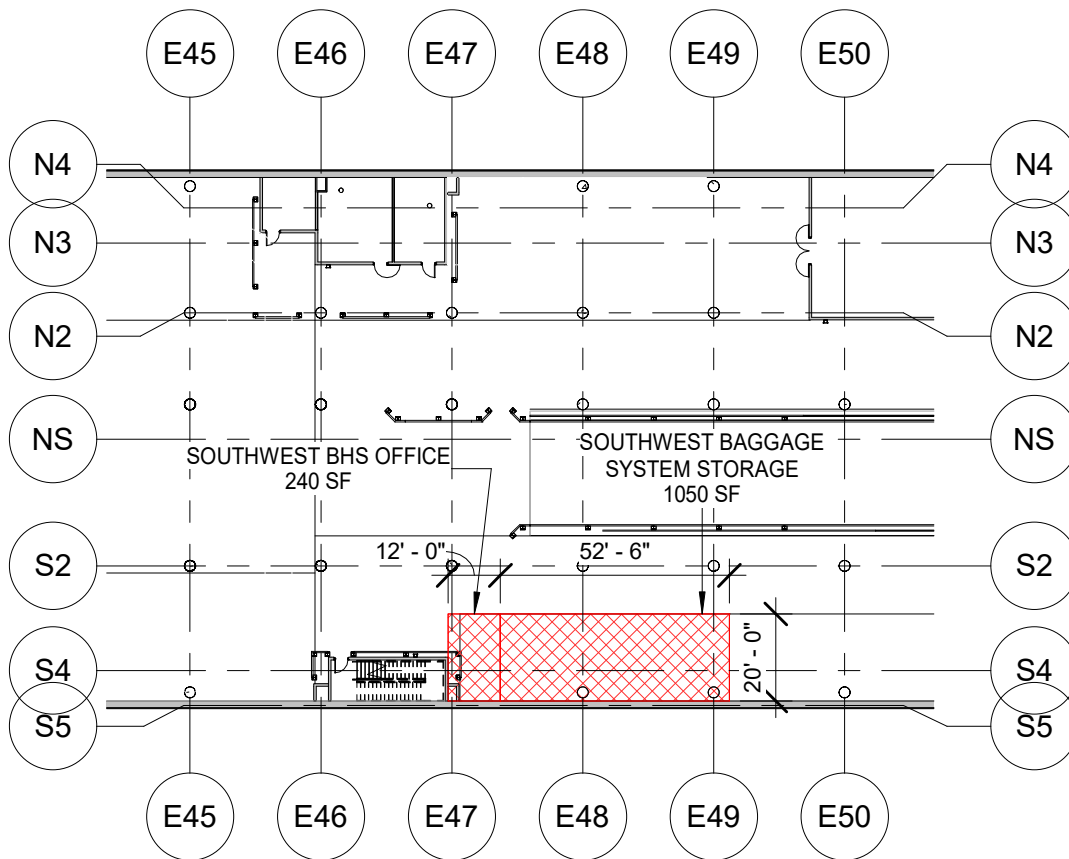 E45
E46
E47
E48
E49
E50
N4
N4
N3
N3
N2
N2
NS
NS
SOUTHWEST BHS OFFICE
240 SF
SOUTHWEST BAGGAGE
SYSTEM STORAGE
1050 SF
12' - 0"
52' - 6"
S2
S2
20' - 0"
S4
S4
S5
S5
E45
E46
E47
E48
E49
E50